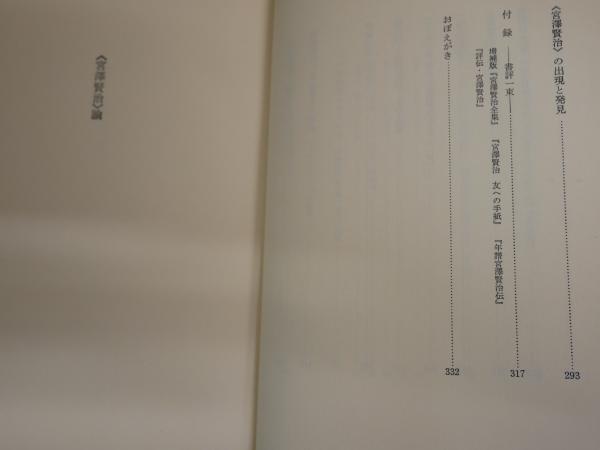 《宮澤賢治》の出現と発見……………293
付録 ──書評一束──……………317
増補版『宮澤賢治全集』 『宮澤賢治 友への手紙』 『年譜宮澤賢治伝』
『評伝・宮澤賢治』
おぼえがき……………332
《宮澤賢治》論